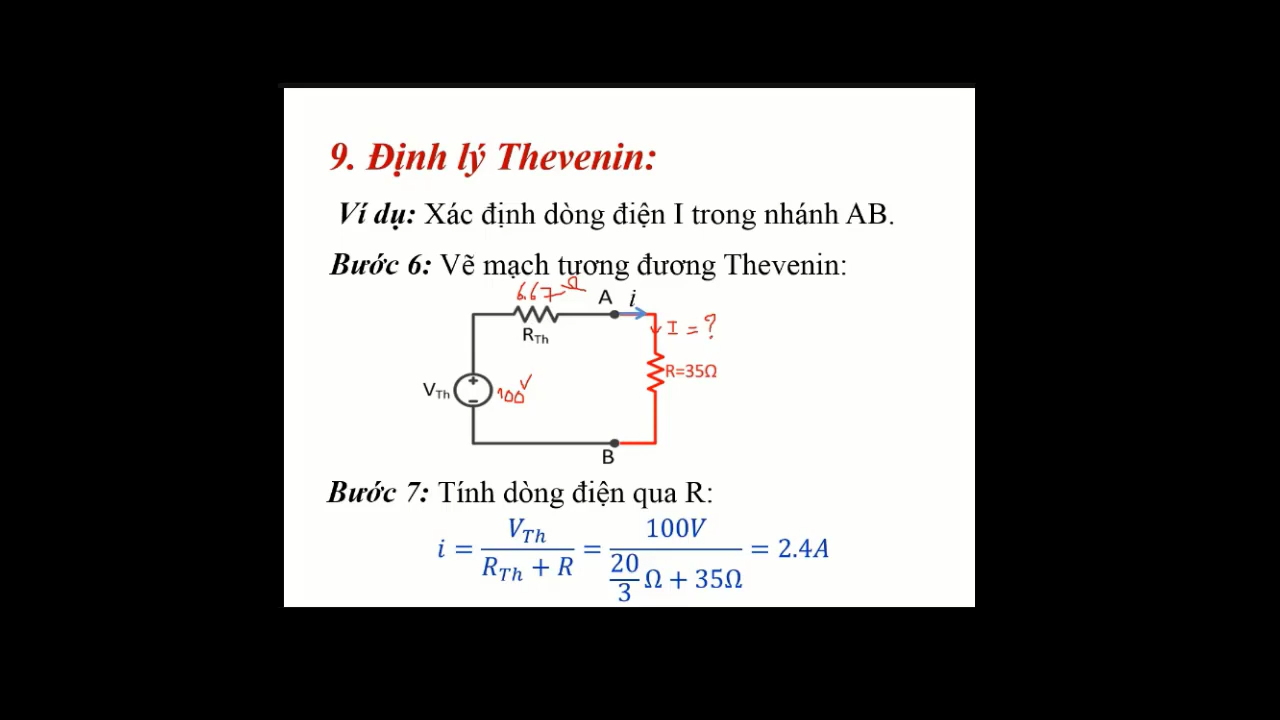 9. Định lý Thevenin:
Ví dụ: Xác định dòng điện I trong nhánh AB.
Bước 6: Vẽ mạch tương đương Thevenin:
6.67 Ω
A i
I = ?
R_Th
R=35Ω
V_Th + − 100 V
B
Bước 7: Tính dòng điện qua R:
i = V_Th / (R_Th + R) = 100V / (20/3 Ω + 35Ω) = 2.4A